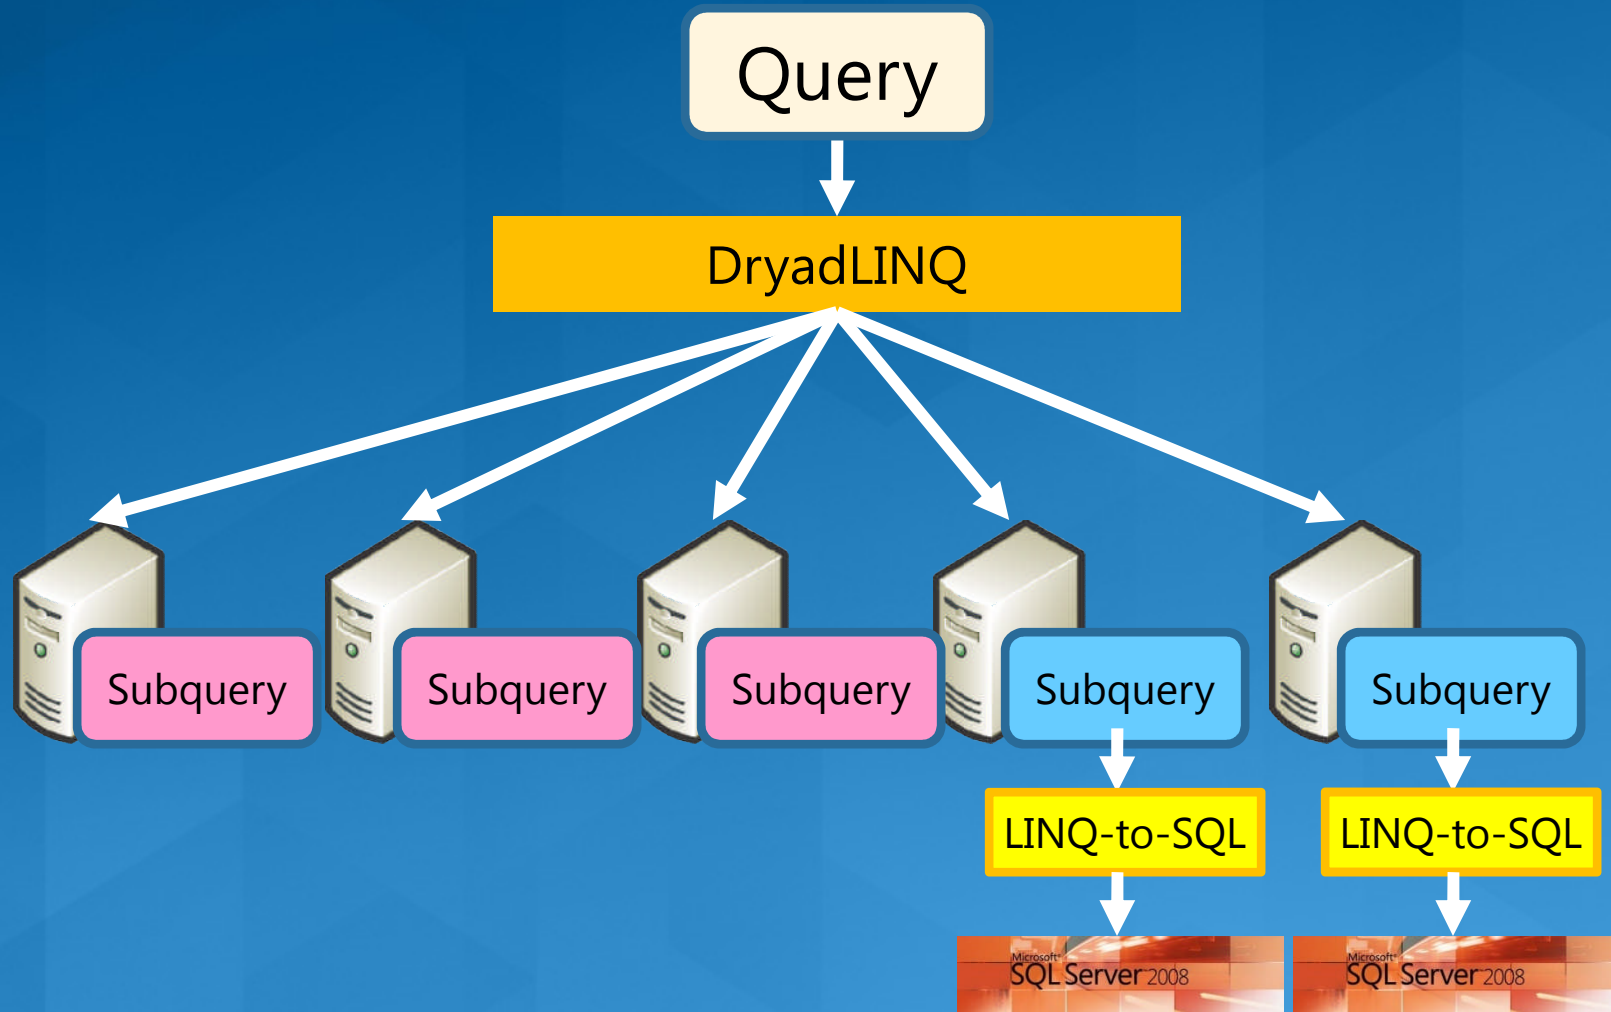 Query
DryadLINQ
Subquery
Subquery
Subquery
Subquery
Subquery
LINQ-to-SQL
LINQ-to-SQL
Microsoft®
SQL Server 2008
Microsoft®
SQL Server 2008